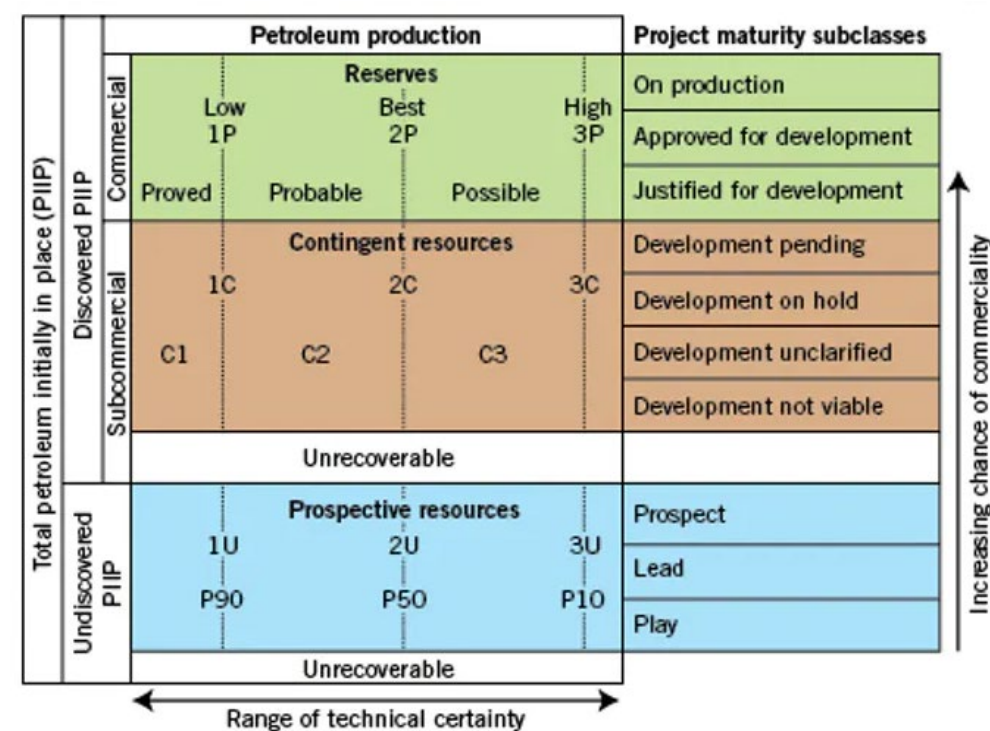 Total petroleum initially in place (PIIP)
Discovered PIIP
Undiscovered
PIIP
Commercial
Subcommercial
Petroleum production
Project maturity subclasses
Reserves
Low
1P
Best
2P
High
3P
Proved
Probable
Possible
On production
Approved for development
Justified for development
Contingent resources
1C
2C
3C
C1
C2
C3
Development pending
Development on hold
Development unclarified
Development not viable
Unrecoverable
Prospective resources
1U
2U
3U
P90
P50
P10
Prospect
Lead
Play
Unrecoverable
Range of technical certainty
Increasing chance of commerciality